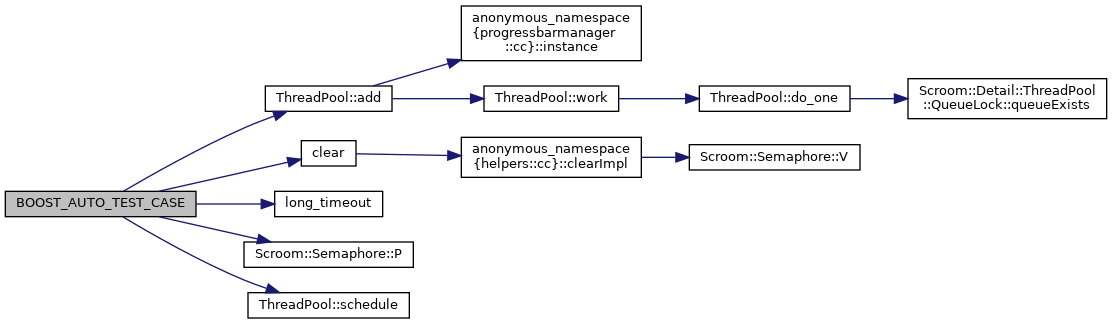 BOOST_AUTO_TEST_CASE
ThreadPool::add
anonymous_namespace
{progressbarmanager
::cc}::instance
ThreadPool::work
ThreadPool::do_one
Scroom::Detail::ThreadPool
::QueueLock::queueExists
clear
anonymous_namespace
{helpers::cc}::clearImpl
Scroom::Semaphore::V
long_timeout
Scroom::Semaphore::P
ThreadPool::schedule